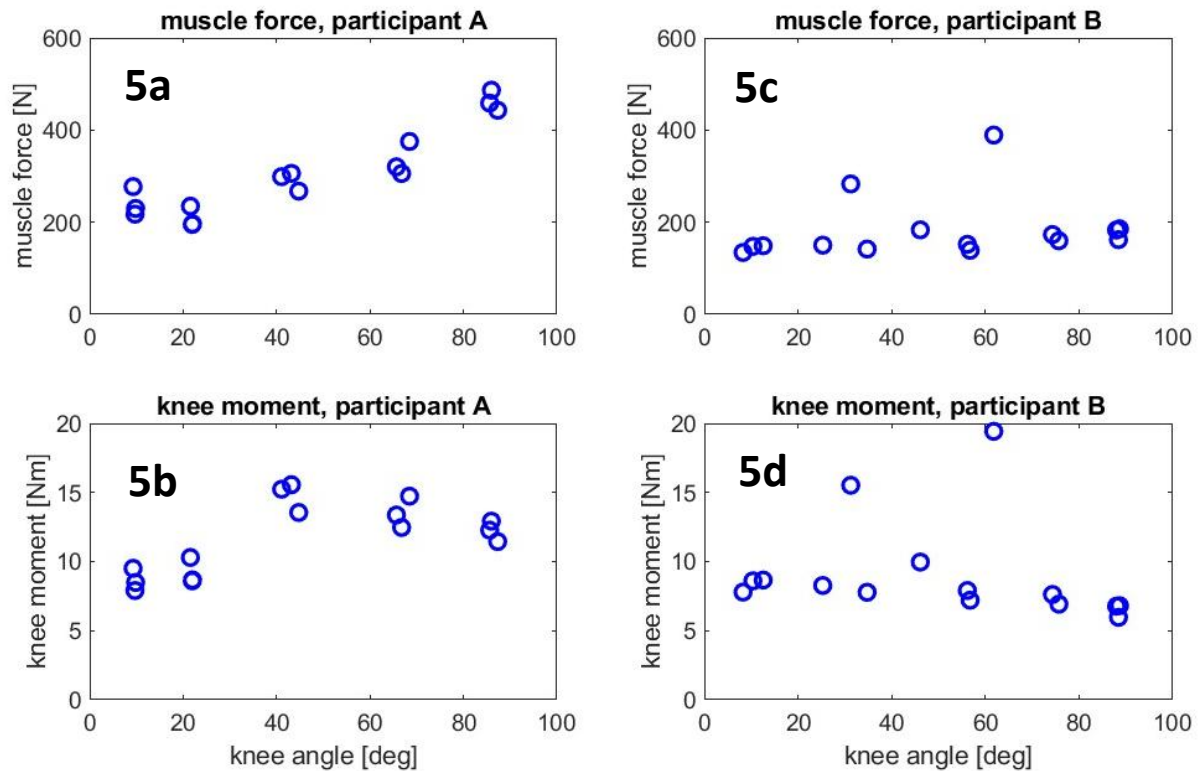 muscle force, participant A
muscle force [N]
600
400
200
0
5a
0 20 40 60 80 100
muscle force, participant B
muscle force [N]
600
400
200
0
5c
0 20 40 60 80 100
knee moment, participant A
knee moment [Nm]
20
15
10
5
0
5b
0 20 40 60 80 100
knee angle [deg]
knee moment, participant B
knee moment [Nm]
20
15
10
5
0
5d
0 20 40 60 80 100
knee angle [deg]